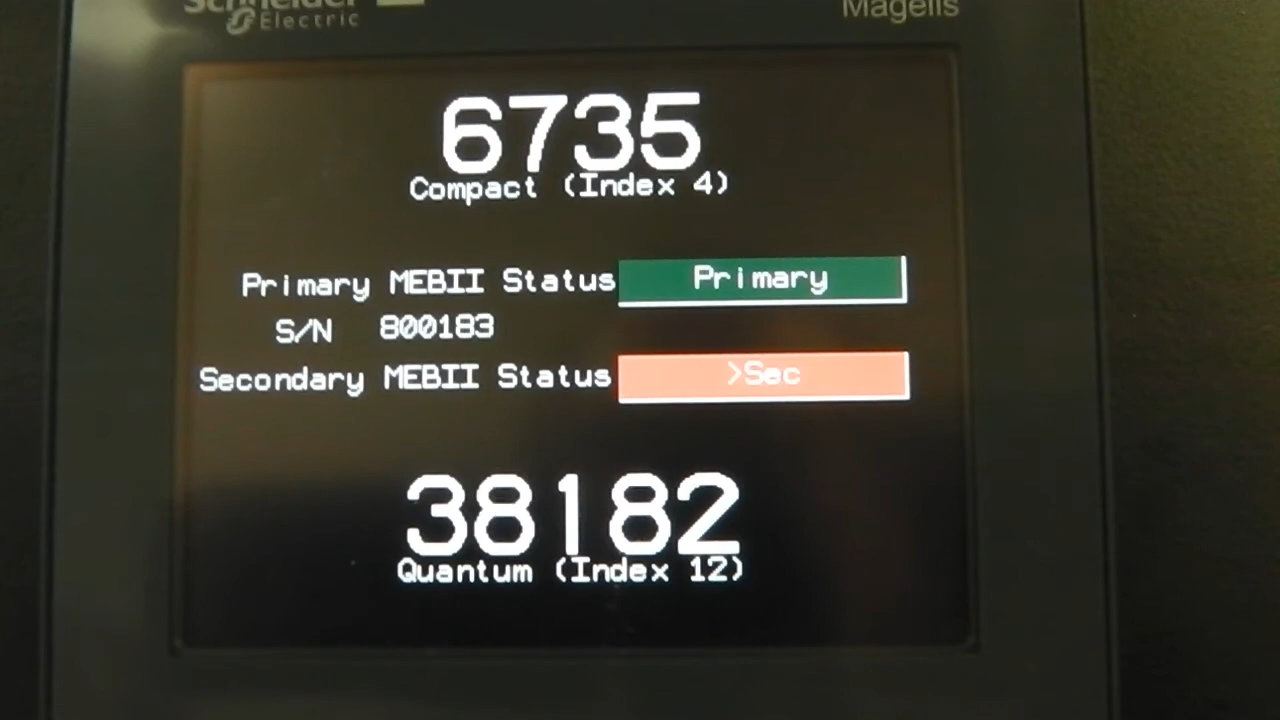 Schneider
Electric
Magelis
6735
Compact (Index 4)
Primary MEBII Status Primary
S/N 800183
Secondary MEBII Status >Sec
38182
Quantum (Index 12)